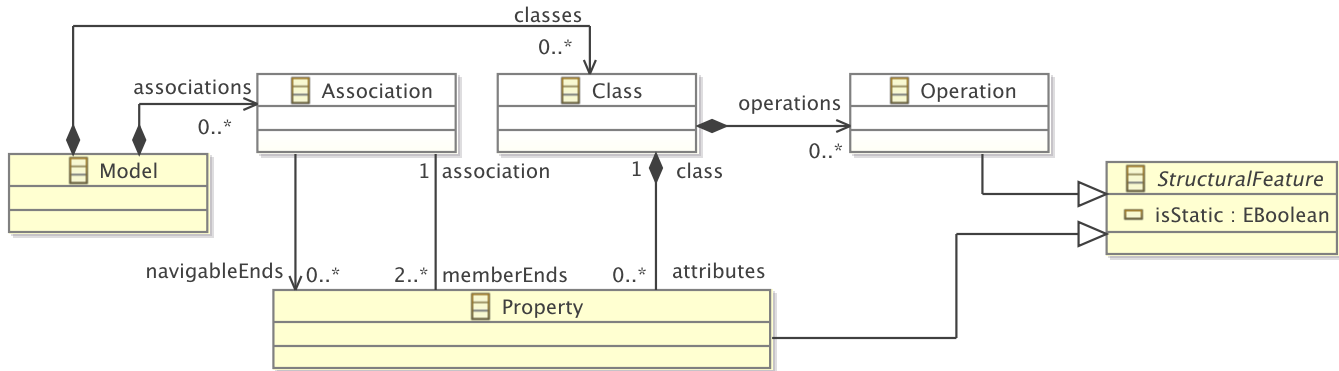 classes
0..*
associations
0..*
Association
Class
operations
0..*
Operation
Model
1 association
1 class
StructuralFeature
isStatic : EBoolean
navigableEnds 0..*
2..* memberEnds
0..* attributes
Property